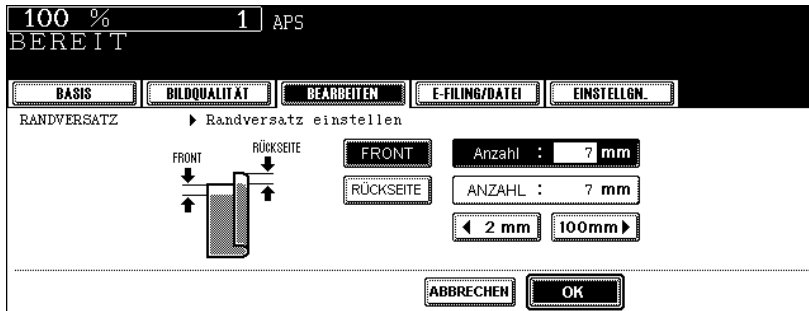 100 % 1 APS
BEREIT
BASIS BILDQUALITÄT BEARBEITEN E-FILING/DATEI EINSTELLGN.
RANDVERSATZ ▶ Randversatz einstellen
FRONT RÜCKSEITE
FRONT Anzahl : 7 mm
RÜCKSEITE ANZAHL : 7 mm
◀ 2 mm 100mm▶
ABBRECHEN OK